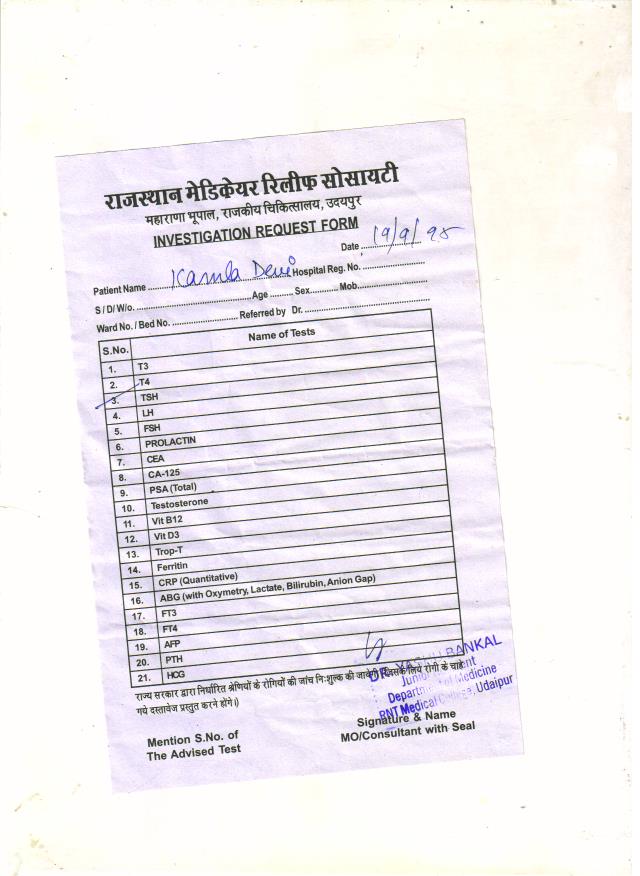 राजस्थान मेडिकेयर रिलीफ सोसायटी
महाराणा भूपाल, राजकीय चिकित्सालय, उदयपुर
INVESTIGATION REQUEST FORM
Date 19/9/
Patient Name Kamla Devi Hospital Reg. No.
S / D/ W/o. Age Sex Mob.
Ward No. / Bed No. Referred by Dr.
S.No. Name of Tests
1. T3
2. T4
3. TSH
4. LH
5. FSH
6. PROLACTIN
7. CEA
8. CA-125
9. PSA (Total)
10. Testosterone
11. Vit B12
12. Vit D3
13. Trop-T
14. Ferritin
15. CRP (Quantitative)
16. ABG (with Oxymetry, Lactate, Bilirubin, Anion Gap)
17. FT3
18. FT4
19. AFP
20. PTH
21. HCG
राज्य सरकार द्वारा निर्धारित श्रेणियों के रोगियों की जांच निःशुल्क की जावेगी जिसके लिये रोगी के चाहे
गये दस्तावेज प्रस्तुत करने होंगे।)
DR. BANKAL
Department of Medicine
RNT Medical College, Udaipur
Mention S.No. of
The Advised Test
Signature & Name
MO/Consultant with Seal